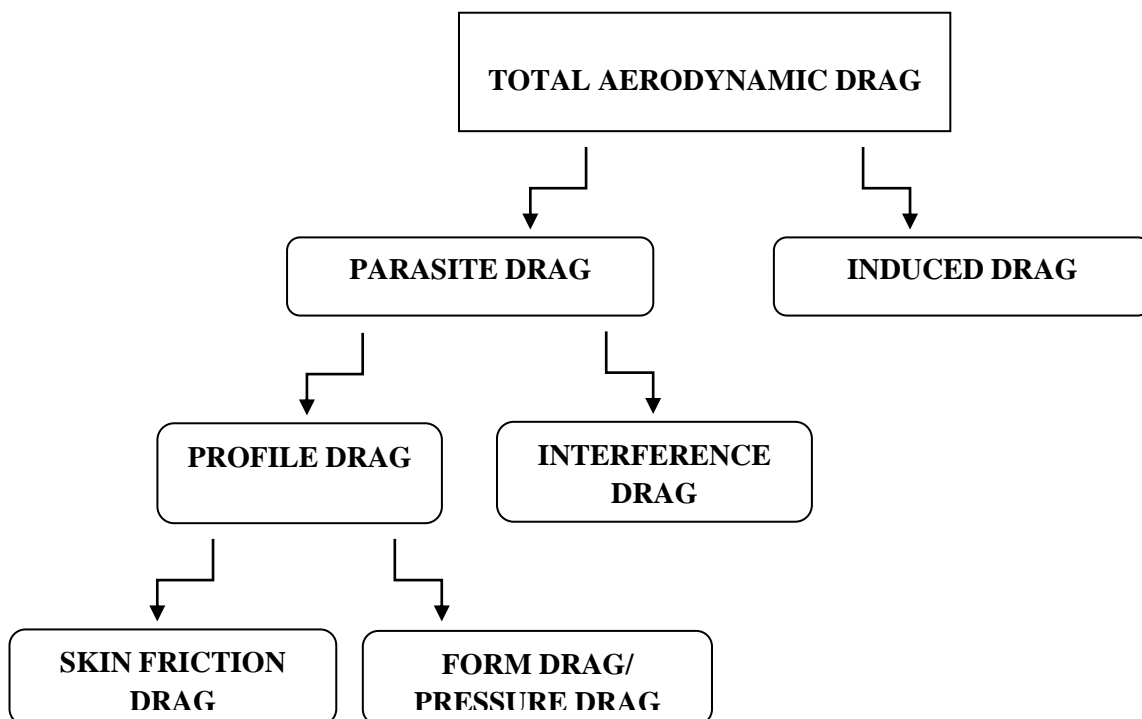 TOTAL AERODYNAMIC DRAG
PARASITE DRAG
INDUCED DRAG
PROFILE DRAG
INTERFERENCE
DRAG
SKIN FRICTION
DRAG
FORM DRAG/
PRESSURE DRAG